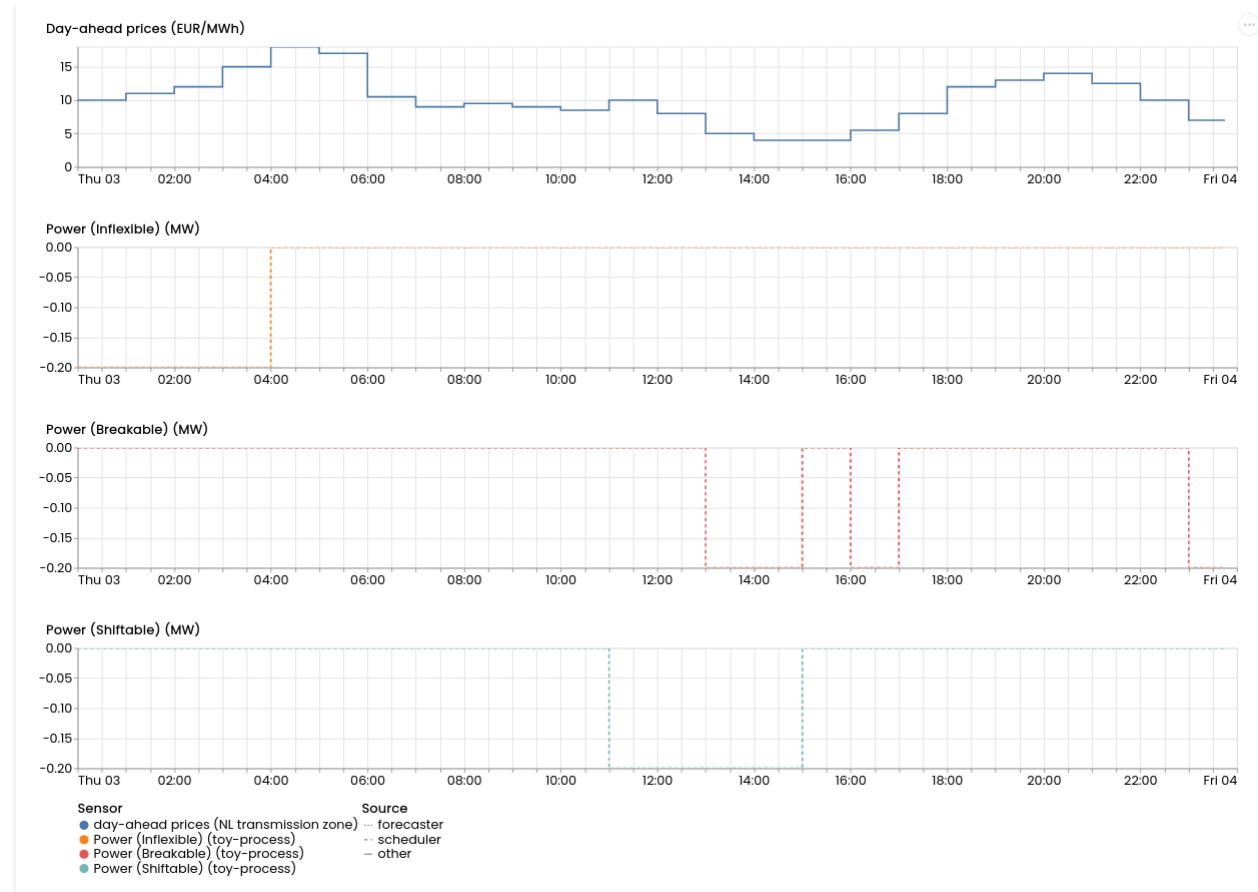 Day-ahead prices (EUR/MWh)
15
10
5
0
Thu 03 02:00 04:00 06:00 08:00 10:00 12:00 14:00 16:00 18:00 20:00 22:00 Fri 04
Power (Inflexible) (MW)
0.00
−0.05
−0.10
−0.15
−0.20
Thu 03 02:00 04:00 06:00 08:00 10:00 12:00 14:00 16:00 18:00 20:00 22:00 Fri 04
Power (Breakable) (MW)
0.00
−0.05
−0.10
−0.15
−0.20
Thu 03 02:00 04:00 06:00 08:00 10:00 12:00 14:00 16:00 18:00 20:00 22:00 Fri 04
Power (Shiftable) (MW)
0.00
−0.05
−0.10
−0.15
−0.20
Thu 03 02:00 04:00 06:00 08:00 10:00 12:00 14:00 16:00 18:00 20:00 22:00 Fri 04
Sensor
day-ahead prices (NL transmission zone)
Power (Inflexible) (toy-process)
Power (Breakable) (toy-process)
Power (Shiftable) (toy-process)
Source
forecaster
scheduler
other